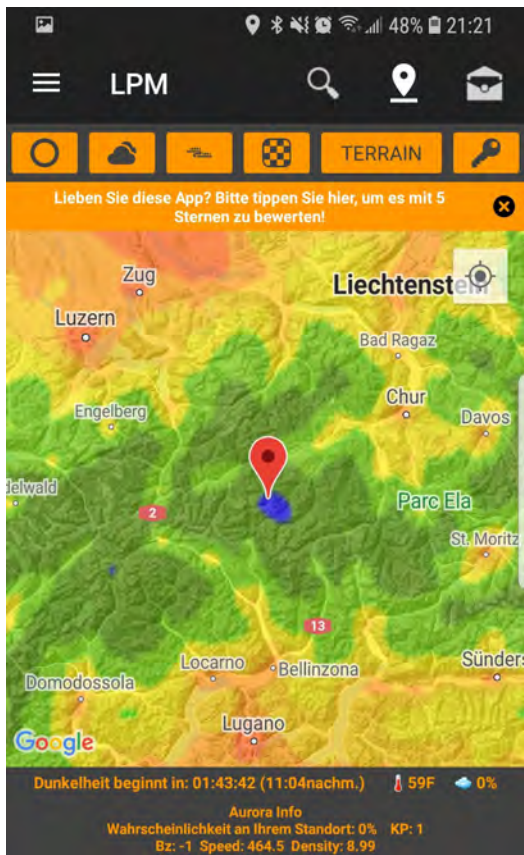 48% 21:21
LPM
TERRAIN
Lieben Sie diese App? Bitte tippen Sie hier, um es mit 5
Sternen zu bewerten!
Zug
Liechtenst
Luzern
Bad Ragaz
Chur
Engelberg
Davos
delwald
Parc Ela
2
St. Moritz
13
Locarno
Bellinzona
Sünders
Domodossola
Lugano
Google
Dunkelheit beginnt in: 01:43:42 (11:04nachm.) 59F 0%
Aurora Info
Wahrscheinlichkeit an Ihrem Standort: 0% KP: 1
Bz: -1 Speed: 464.5 Density: 8.99